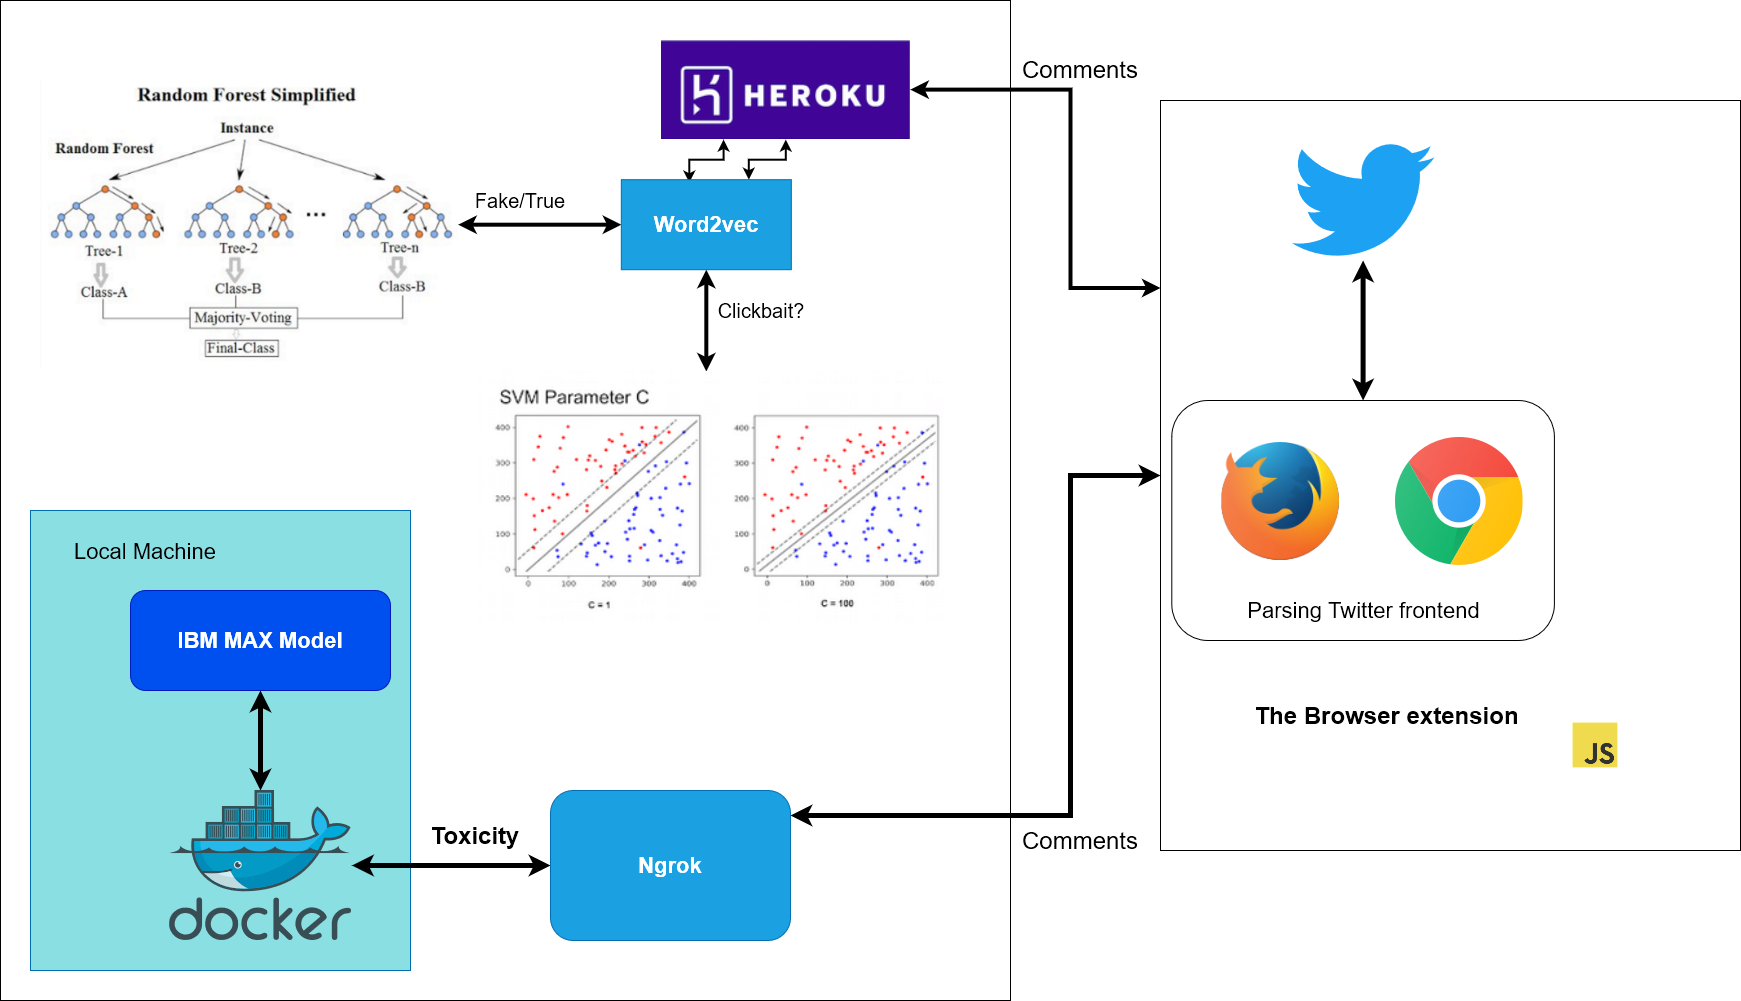 Random Forest Simplified
Instance
Random Forest
...
Tree-1
Tree-2
Tree-n
Class-A
Class-B
Class-B
Majority-Voting
Final-Class
HEROKU
Comments
Fake/True
Word2vec
Clickbait?
SVM Parameter C
400
300
200
100
0
0
100
200
300
400
C = 1
400
300
200
100
0
0
100
200
300
400
C = 100
Parsing Twitter frontend
The Browser extension
JS
Local Machine
IBM MAX Model
docker
Toxicity
Ngrok
Comments